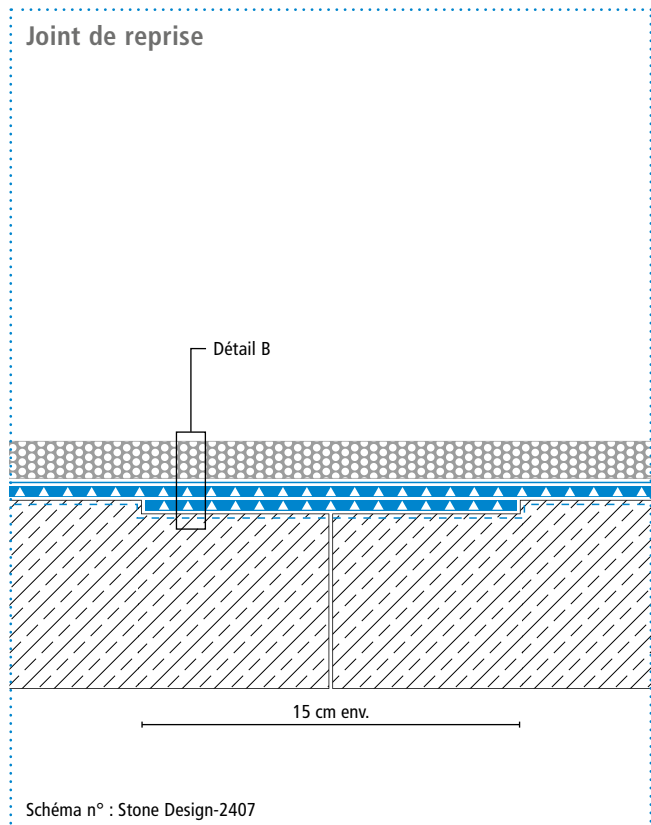 Joint de reprise
Détail B
15 cm env.
Schéma n° : Stone Design-2407